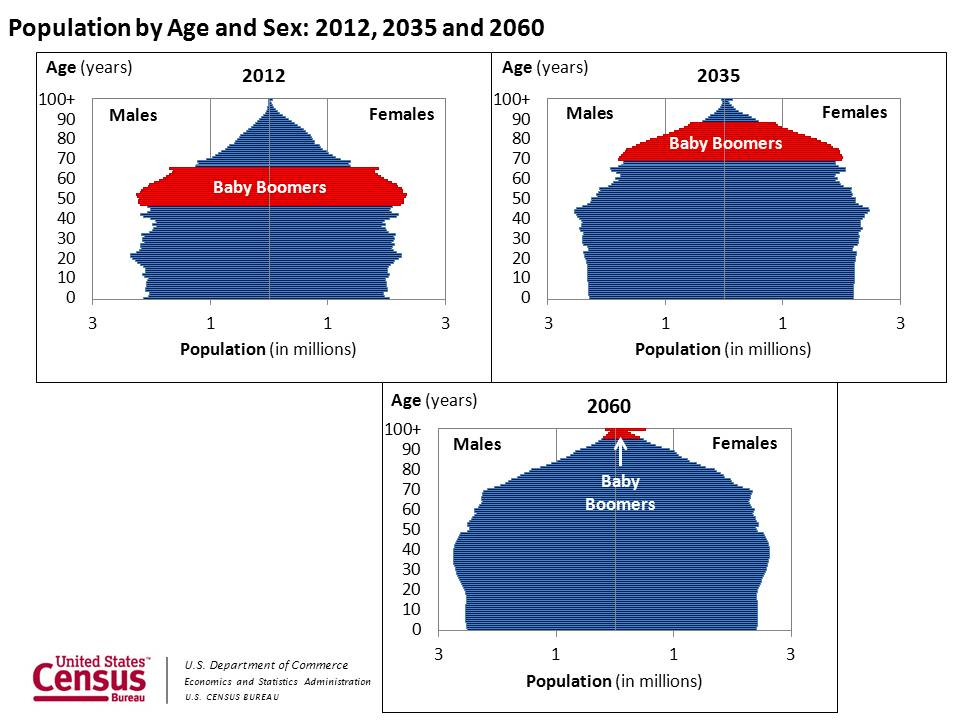 Population by Age and Sex: 2012, 2035 and 2060
Age (years)
2012
Males
Females
100+
90
80
70
60
50
40
30
20
10
0
Baby Boomers
3 1 1 3
Population (in millions)
Age (years)
2035
Males
Females
100+
90
80
70
60
50
40
30
20
10
0
Baby Boomers
3 1 1 3
Population (in millions)
Age (years)
2060
Males
Females
100+
90
80
70
60
50
40
30
20
10
0
Baby
Boomers
3 1 1 3
Population (in millions)
United States™
Census
Bureau
U.S. Department of Commerce
Economics and Statistics Administration
U.S. CENSUS BUREAU